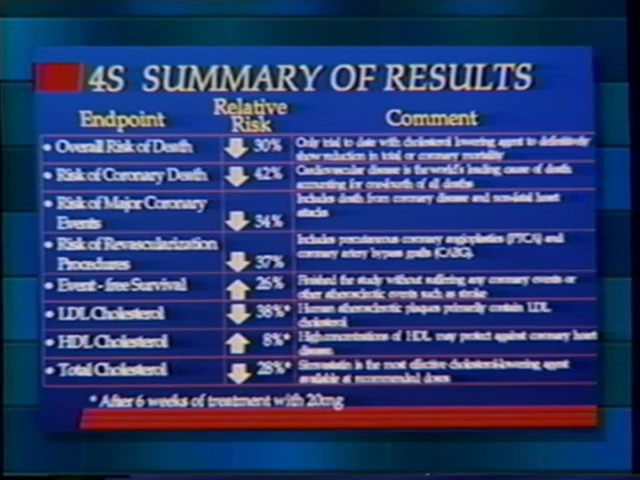 4S SUMMARY OF RESULTS
Endpoint
Relative
Risk
Comment
• Overall Risk of Death
30%
Only trial to date with cholesterol lowering agent to definitively
show reduction in total or coronary mortality
• Risk of Coronary Death
42%
Cardiovascular disease is the world's leading cause of death
accounting for one-fourth of all deaths
• Risk of Major Coronary
Events
34%
Includes death from coronary disease and non-fatal heart
attacks
• Risk of Revascularization
Procedures
37%
Includes percutaneous coronary angioplasties (PTCA) and
coronary artery bypass grafts (CABG).
• Event - free Survival
26%
Finished the study without suffering any coronary events or
other atherosclerotic events such as stroke
• LDL Cholesterol
38%*
Human atherosclerotic plaques primarily contain LDL
cholesterol
• HDL Cholesterol
8%*
High concentrations of HDL may protect against coronary heart
disease.
• Total Cholesterol
28%*
Simvastatin is the most effective cholesterol-lowering agent
available at recommended doses
* After 6 weeks of treatment with 20mg